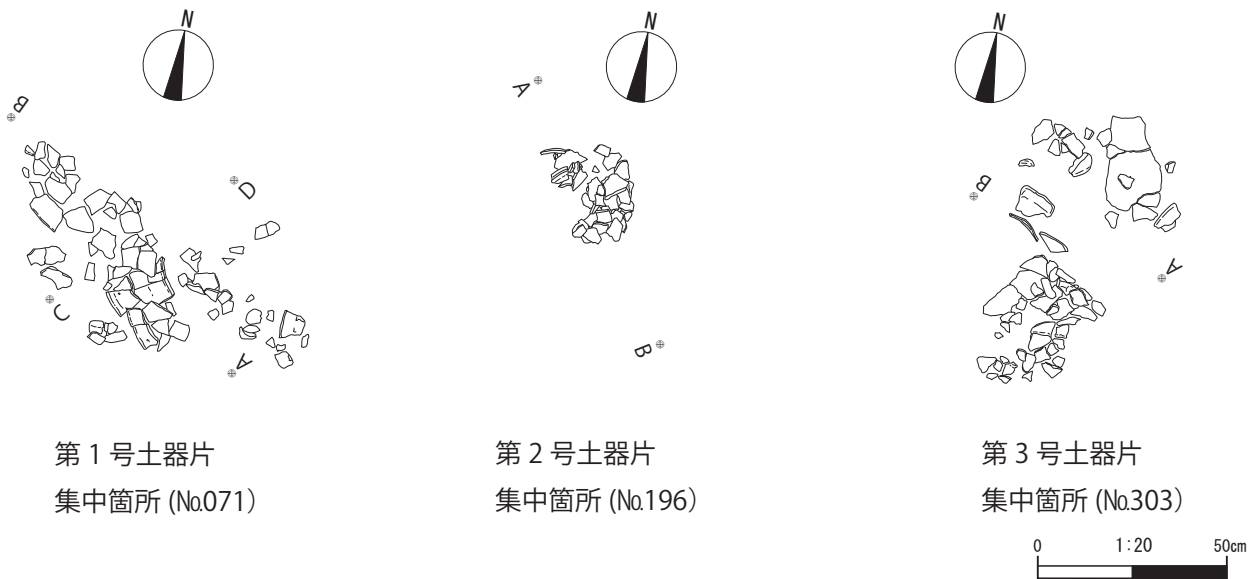 N
B
D
C
A
第 1 号土器片
集中箇所 (№071)
N
A
B
第 2 号土器片
集中箇所 (№196)
N
B
A
第 3 号土器片
集中箇所 (№303)
0 1:20 50cm